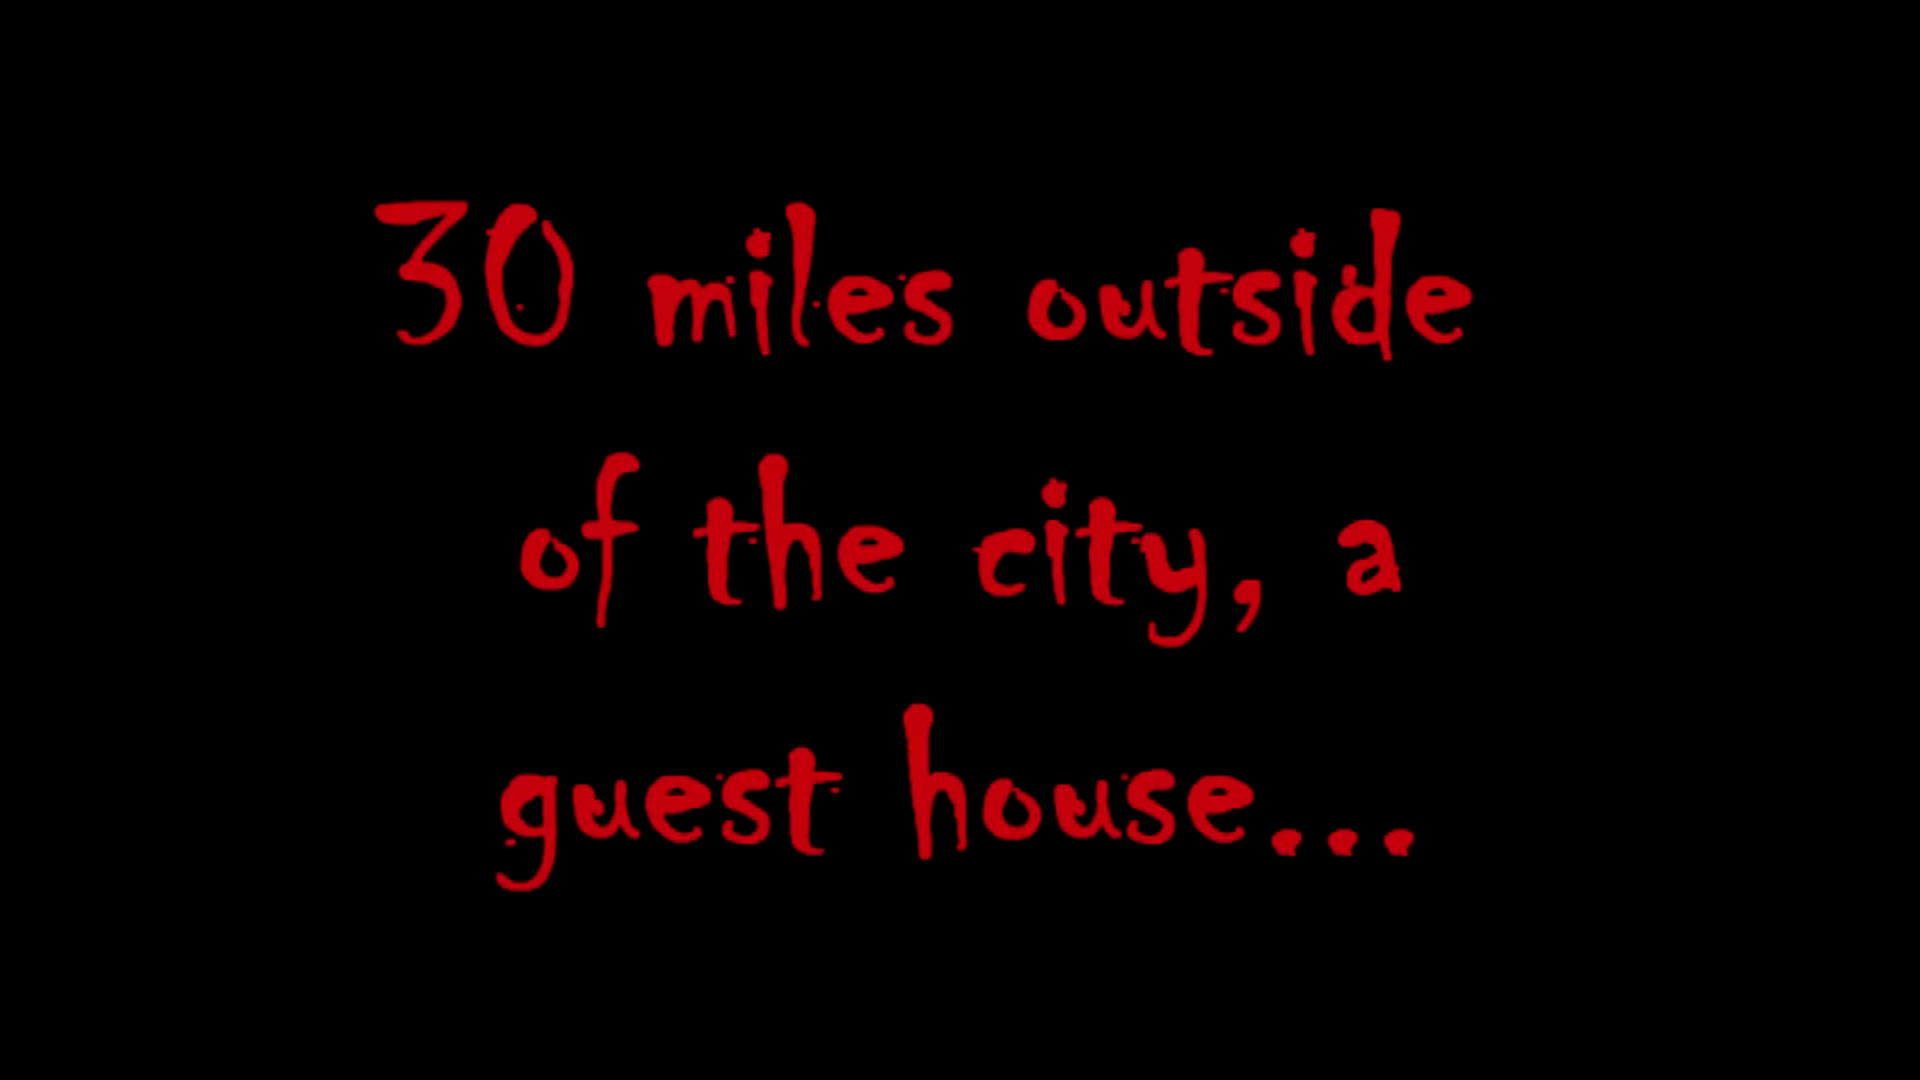 30 miles outside
of the city, a
guest house...